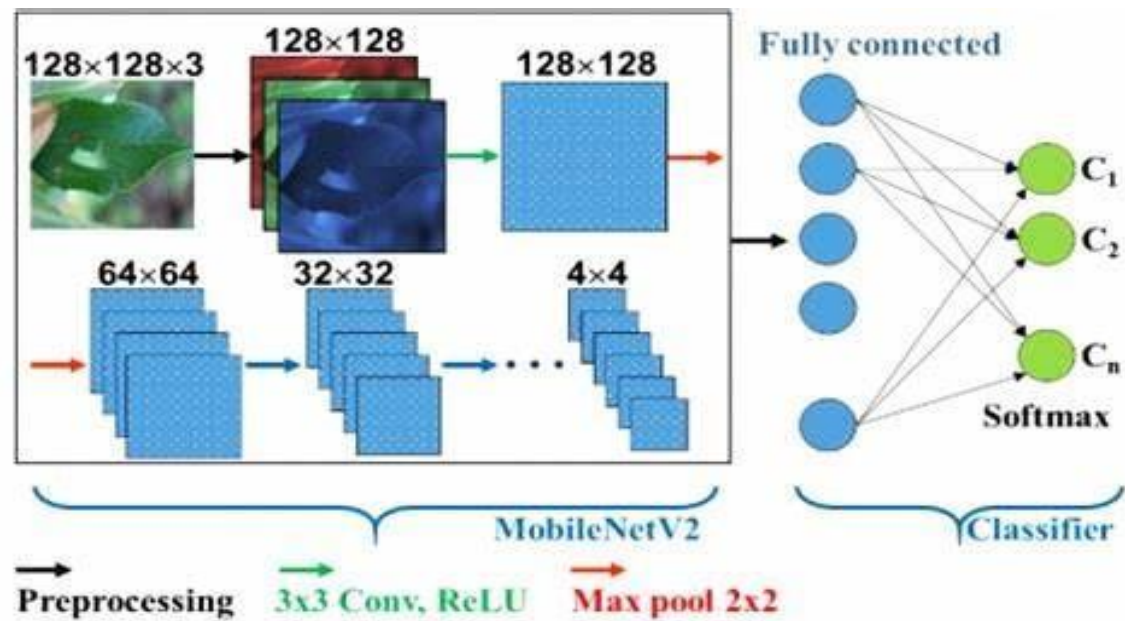 128×128×3
128×128
128×128
Fully connected
64×64
32×32
4×4
C1
C2
Cn
Softmax
MobileNetV2
Classifier
Preprocessing
3x3 Conv, ReLU
Max pool 2x2